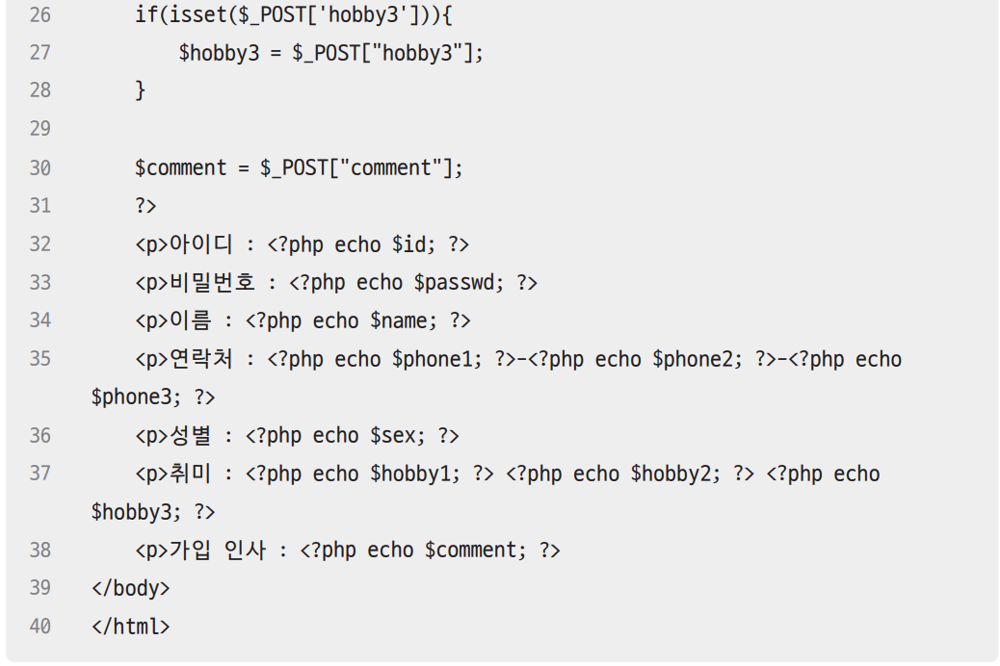 26 if(isset($_POST['hobby3'])){
27 $hobby3 = $_POST["hobby3"];
28 }
29
30 $comment = $_POST["comment"];
31 ?>
32 <p>아이디 : <?php echo $id; ?>
33 <p>비밀번호 : <?php echo $passwd; ?>
34 <p>이름 : <?php echo $name; ?>
35 <p>연락처 : <?php echo $phone1; ?>-<?php echo $phone2; ?>-<?php echo
$phone3; ?>
36 <p>성별 : <?php echo $sex; ?>
37 <p>취미 : <?php echo $hobby1; ?> <?php echo $hobby2; ?> <?php echo
$hobby3; ?>
38 <p>가입 인사 : <?php echo $comment; ?>
39 </body>
40 </html>